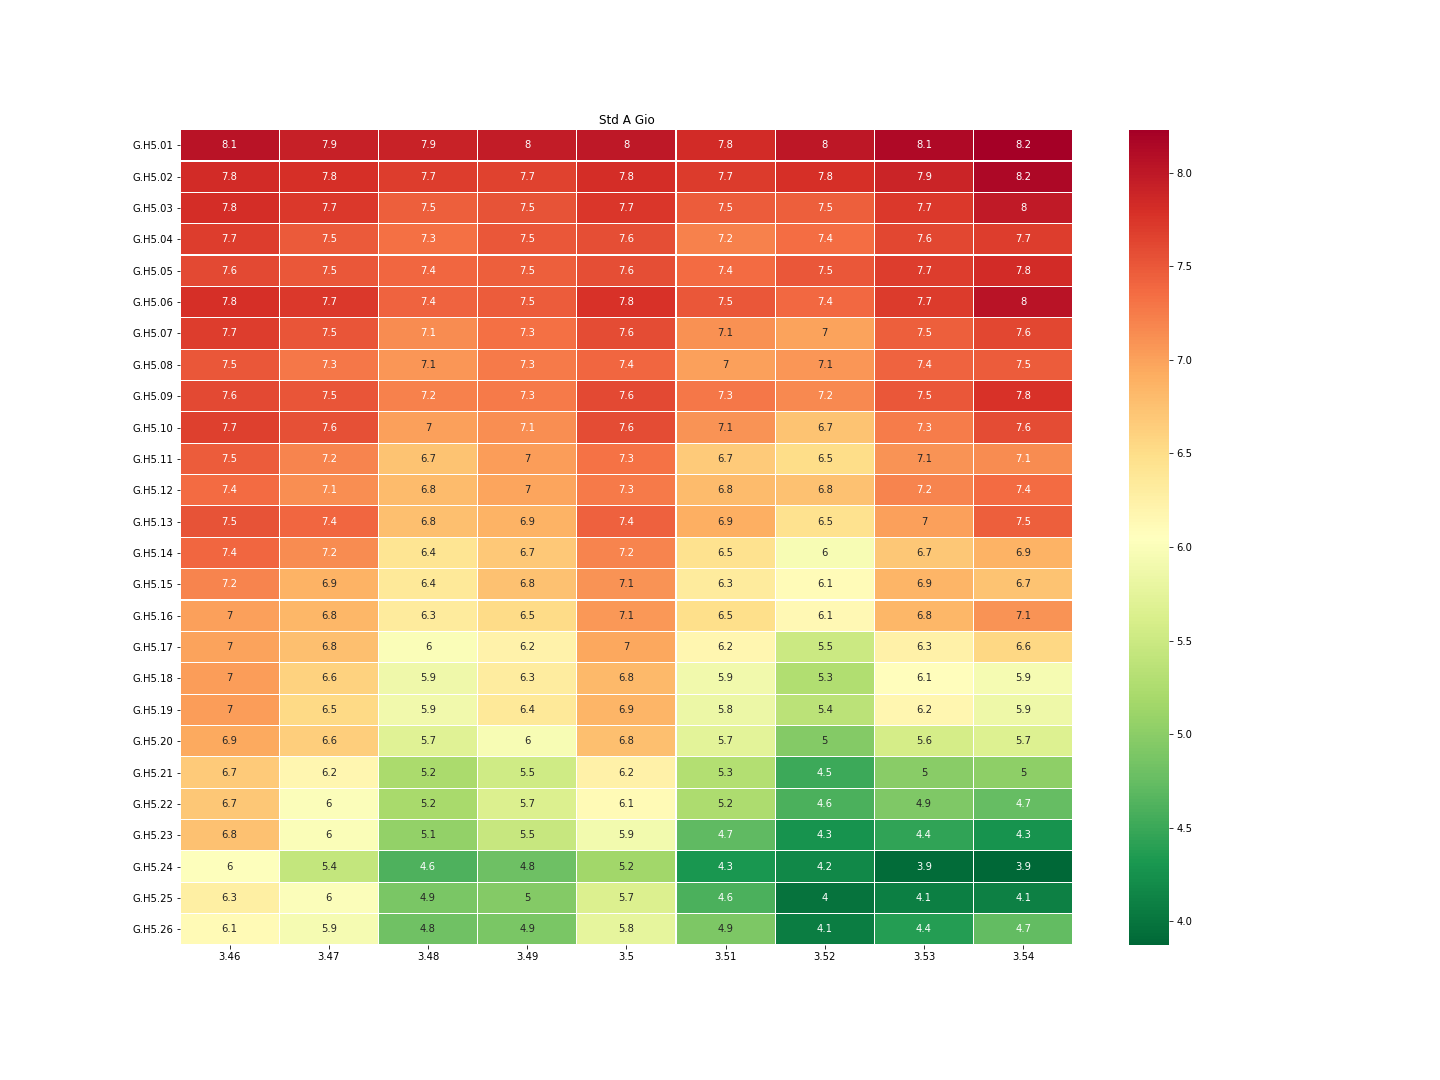 Std A Gio
G.H5.01 8.1 7.9 7.9 8 8 7.8 8 8.1 8.2
G.H5.02 7.8 7.8 7.7 7.7 7.8 7.7 7.8 7.9 8.2
8.0
G.H5.03 7.8 7.7 7.5 7.5 7.7 7.5 7.5 7.7 8
G.H5.04 7.7 7.5 7.3 7.5 7.6 7.2 7.4 7.6 7.7
G.H5.05 7.6 7.5 7.4 7.5 7.6 7.4 7.5 7.7 7.8
7.5
G.H5.06 7.8 7.7 7.4 7.5 7.8 7.5 7.4 7.7 8
G.H5.07 7.7 7.5 7.1 7.3 7.6 7.1 7 7.5 7.6
7.0
G.H5.08 7.5 7.3 7.1 7.3 7.4 7 7.1 7.4 7.5
G.H5.09 7.6 7.5 7.2 7.3 7.6 7.3 7.2 7.5 7.8
G.H5.10 7.7 7.6 7 7.1 7.6 7.1 6.7 7.3 7.6
6.5
G.H5.11 7.5 7.2 6.7 7 7.3 6.7 6.5 7.1 7.1
G.H5.12 7.4 7.1 6.8 7 7.3 6.8 6.8 7.2 7.4
G.H5.13 7.5 7.4 6.8 6.9 7.4 6.9 6.5 7 7.5
6.0
G.H5.14 7.4 7.2 6.4 6.7 7.2 6.5 6 6.7 6.9
G.H5.15 7.2 6.9 6.4 6.8 7.1 6.3 6.1 6.9 6.7
G.H5.16 7 6.8 6.3 6.5 7.1 6.5 6.1 6.8 7.1
5.5
G.H5.17 7 6.8 6 6.2 7 6.2 5.5 6.3 6.6
G.H5.18 7 6.6 5.9 6.3 6.8 5.9 5.3 6.1 5.9
G.H5.19 7 6.5 5.9 6.4 6.9 5.8 5.4 6.2 5.9
5.0
G.H5.20 6.9 6.6 5.7 6 6.8 5.7 5 5.6 5.7
G.H5.21 6.7 6.2 5.2 5.5 6.2 5.3 4.5 5 5
G.H5.22 6.7 6 5.2 5.7 6.1 5.2 4.6 4.9 4.7
4.5
G.H5.23 6.8 6 5.1 5.5 5.9 4.7 4.3 4.4 4.3
G.H5.24 6 5.4 4.6 4.8 5.2 4.3 4.2 3.9 3.9
G.H5.25 6.3 6 4.9 5 5.7 4.6 4 4.1 4.1
4.0
G.H5.26 6.1 5.9 4.8 4.9 5.8 4.9 4.1 4.4 4.7
3.46 3.47 3.48 3.49 3.5 3.51 3.52 3.53 3.54